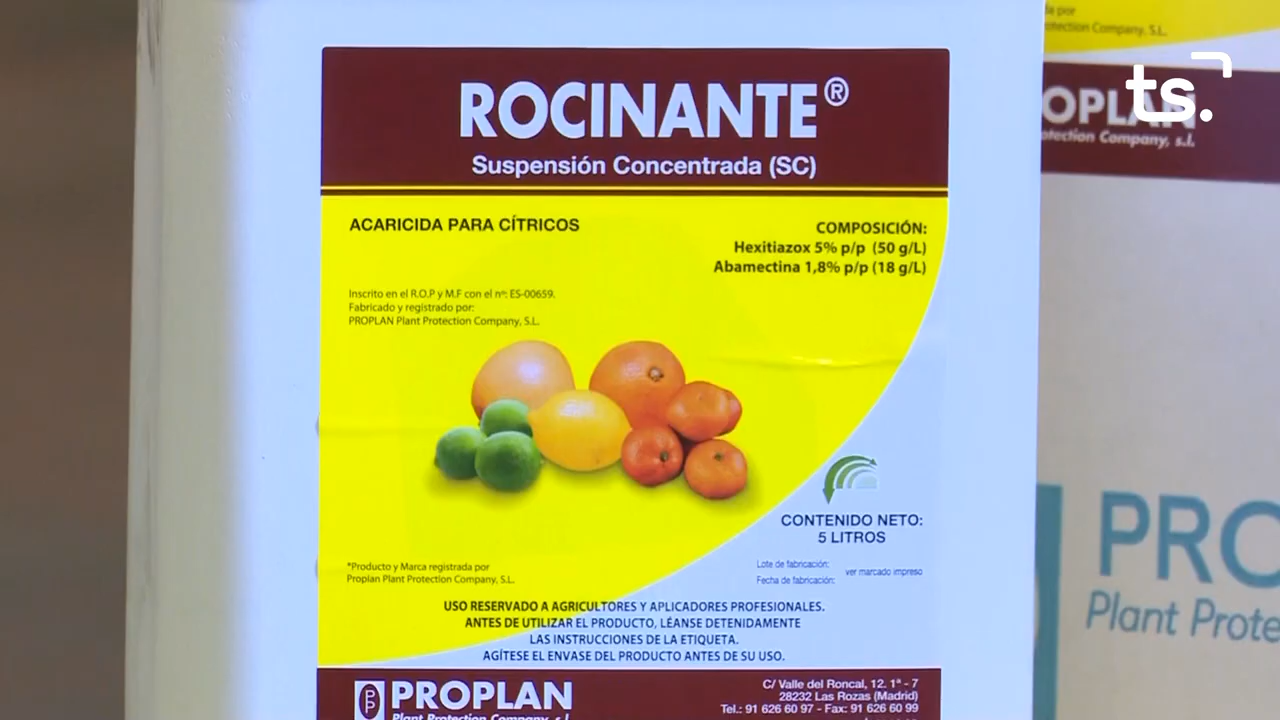 ROCINANTE®
Suspensión Concentrada (SC)
ACARICIDA PARA CÍTRICOS
COMPOSICIÓN:
Hexitiazox 5% p/p (50 g/L)
Abamectina 1,8% p/p (18 g/L)
Inscrito en el R.O.P y M.F con el nº: ES-00659.
Fabricado y registrado por:
PROPLAN Plant Protection Company, S.L.
CONTENIDO NETO:
5 LITROS
Lote de fabricación:
Fecha de fabricación:
ver marcado impreso
*Producto y Marca registrada por
Proplan Plant Protection Company, S.L.
USO RESERVADO A AGRICULTORES Y APLICADORES PROFESIONALES.
ANTES DE UTILIZAR EL PRODUCTO, LÉANSE DETENIDAMENTE
LAS INSTRUCCIONES DE LA ETIQUETA.
AGÍTESE EL ENVASE DEL PRODUCTO ANTES DE SU USO.
PROPLAN
Plant Protection Company, s.l.
C/ Valle del Roncal, 12, 1ª - 7
28232 Las Rozas (Madrid)
Tel.: 91 626 60 97 - Fax: 91 626 60 99
por
Company, S.L.
ts.
OPLAN
Company, s.l.
PRO
Plant Prote